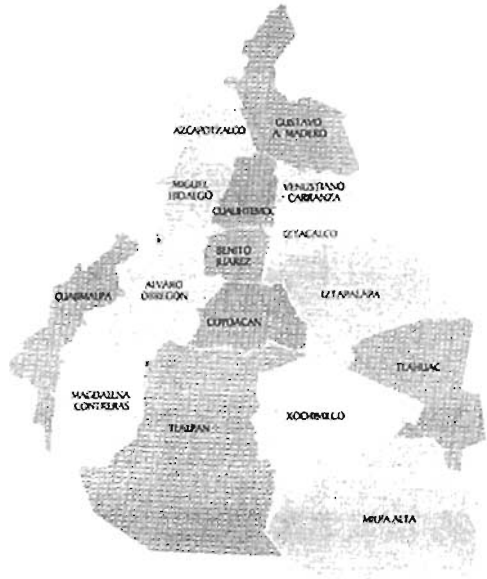 GUSTAVO
A. MADERO
AZCAPOTZALCO
MIGUEL
HIDALGO
VENUSTIANO
CARRANZA
CUAUHTEMOC
IZTACALCO
BENITO
JUAREZ
CUAJIMALPA
ALVARO
OBREGON
IZTAPALAPA
COYOACAN
TLAHUAC
MAGDALENA
CONTRERAS
XOCHIMILCO
TLALPAN
MILPA ALTA